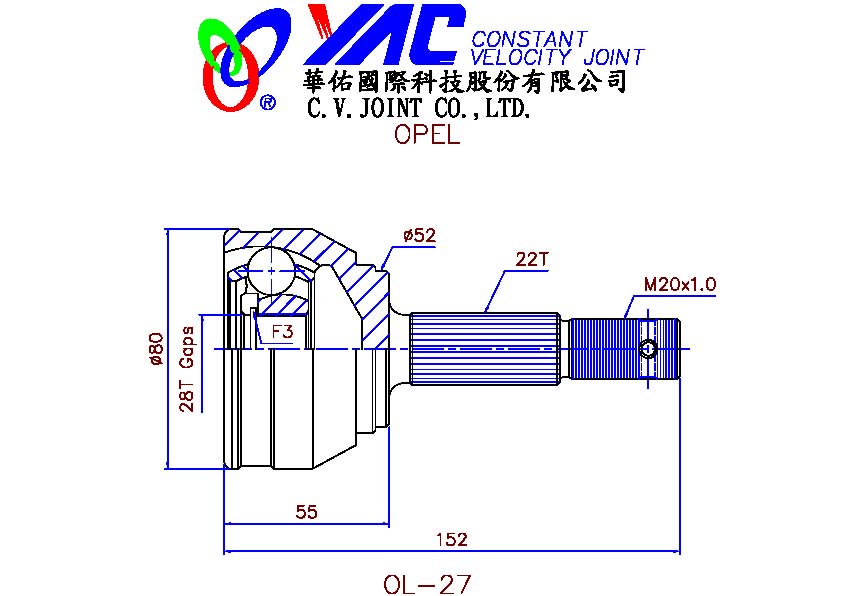 YAC CONSTANT
VELOCITY JOINT
®
華佑國際科技股份有限公司
C.V.JOINT CO.,LTD.
OPEL
ø52
22T
M20x1.0
F3
ø80
28T Gaps
55
152
OL-27